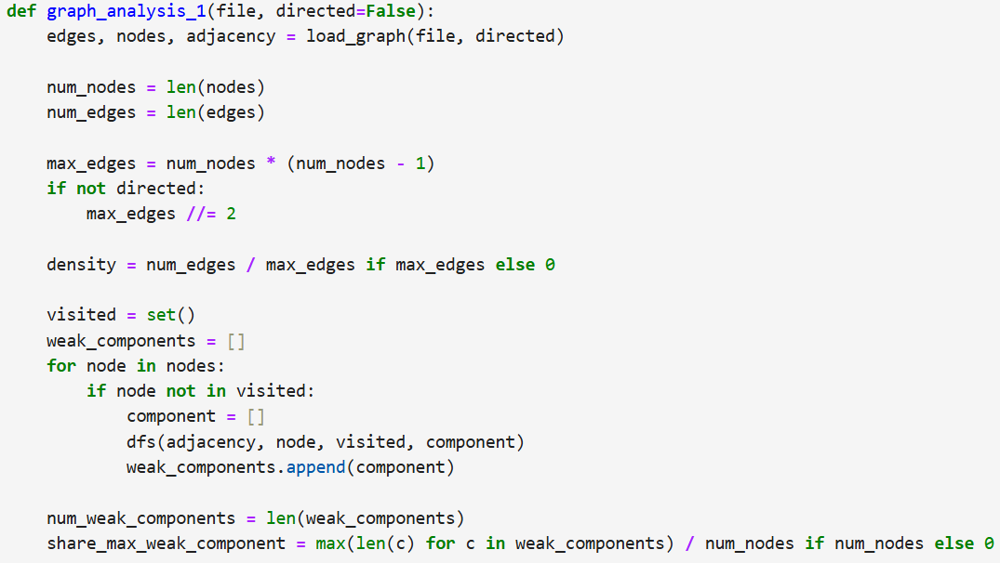 def graph_analysis_1(file, directed=False):
    edges, nodes, adjacency = load_graph(file, directed)

    num_nodes = len(nodes)
    num_edges = len(edges)

    max_edges = num_nodes * (num_nodes - 1)
    if not directed:
        max_edges //= 2

    density = num_edges / max_edges if max_edges else 0

    visited = set()
    weak_components = []
    for node in nodes:
        if node not in visited:
            component = []
            dfs(adjacency, node, visited, component)
            weak_components.append(component)

    num_weak_components = len(weak_components)
    share_max_weak_component = max(len(c) for c in weak_components) / num_nodes if num_nodes else 0